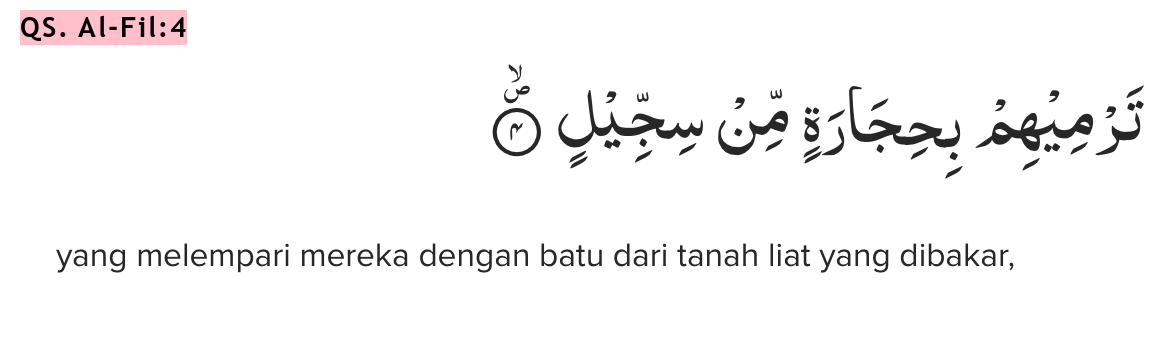 QS. Al-Fil:4
تَرْمِيْهِمْ بِحِجَارَةٍ مِّنْ سِجِّيْلٍۙ ۖ ۝٤
yang melempari mereka dengan batu dari tanah liat yang dibakar,